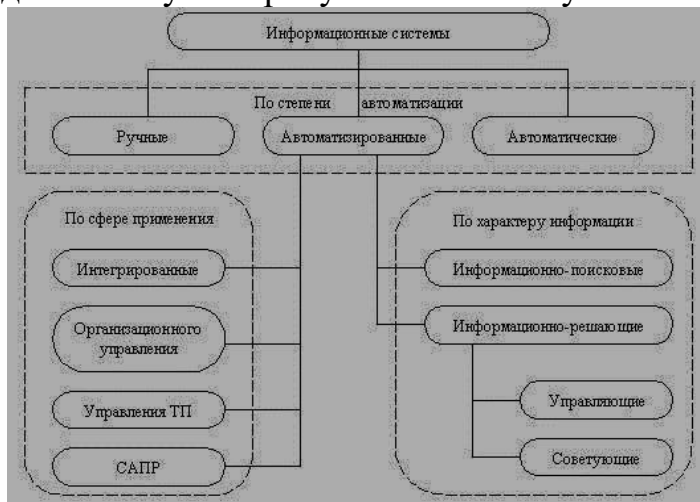 Информационные системы
По степени автоматизации
Ручные
Автоматизированные
Автоматические
По сфере применения
Интегрированные
Организационного
управления
Управления ТП
САПР
По характеру информации
Информационно-поисковые
Информационно-решающие
Управляющие
Советующие